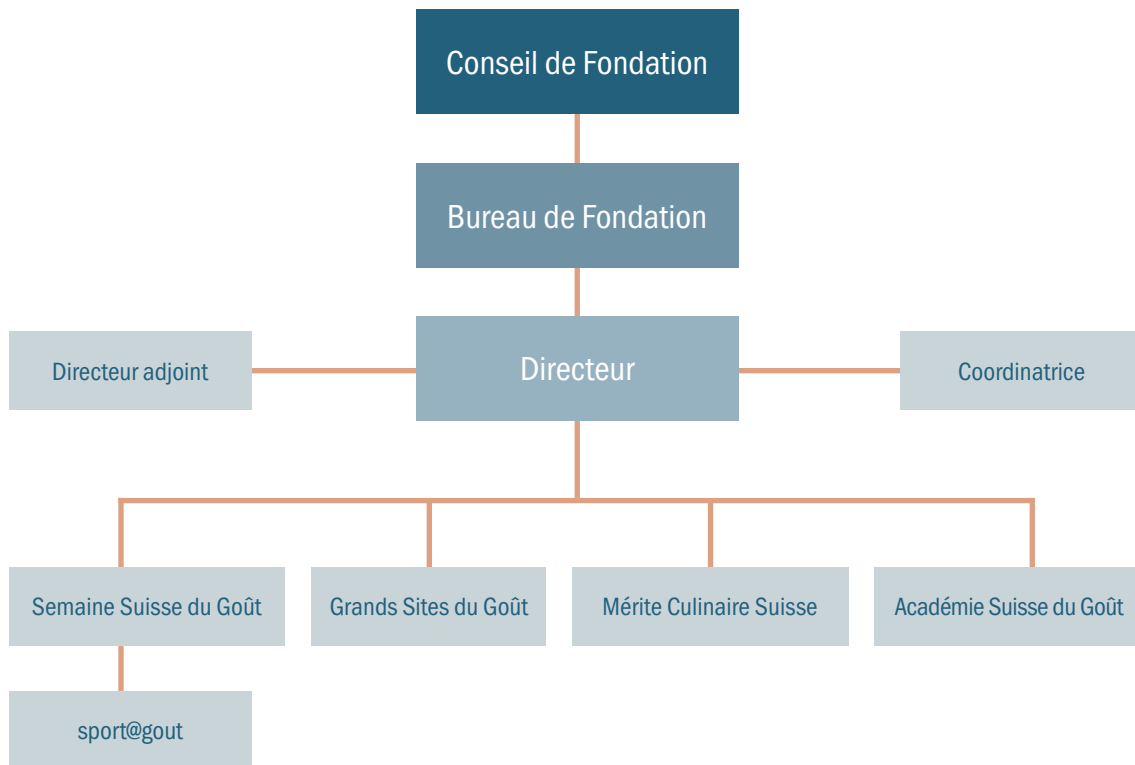 Conseil de Fondation
Bureau de Fondation
Directeur adjoint
Directeur
Coordinatrice
Semaine Suisse du Goût
Grands Sites du Goût
Mérite Culinaire Suisse
Académie Suisse du Goût
sport@gout